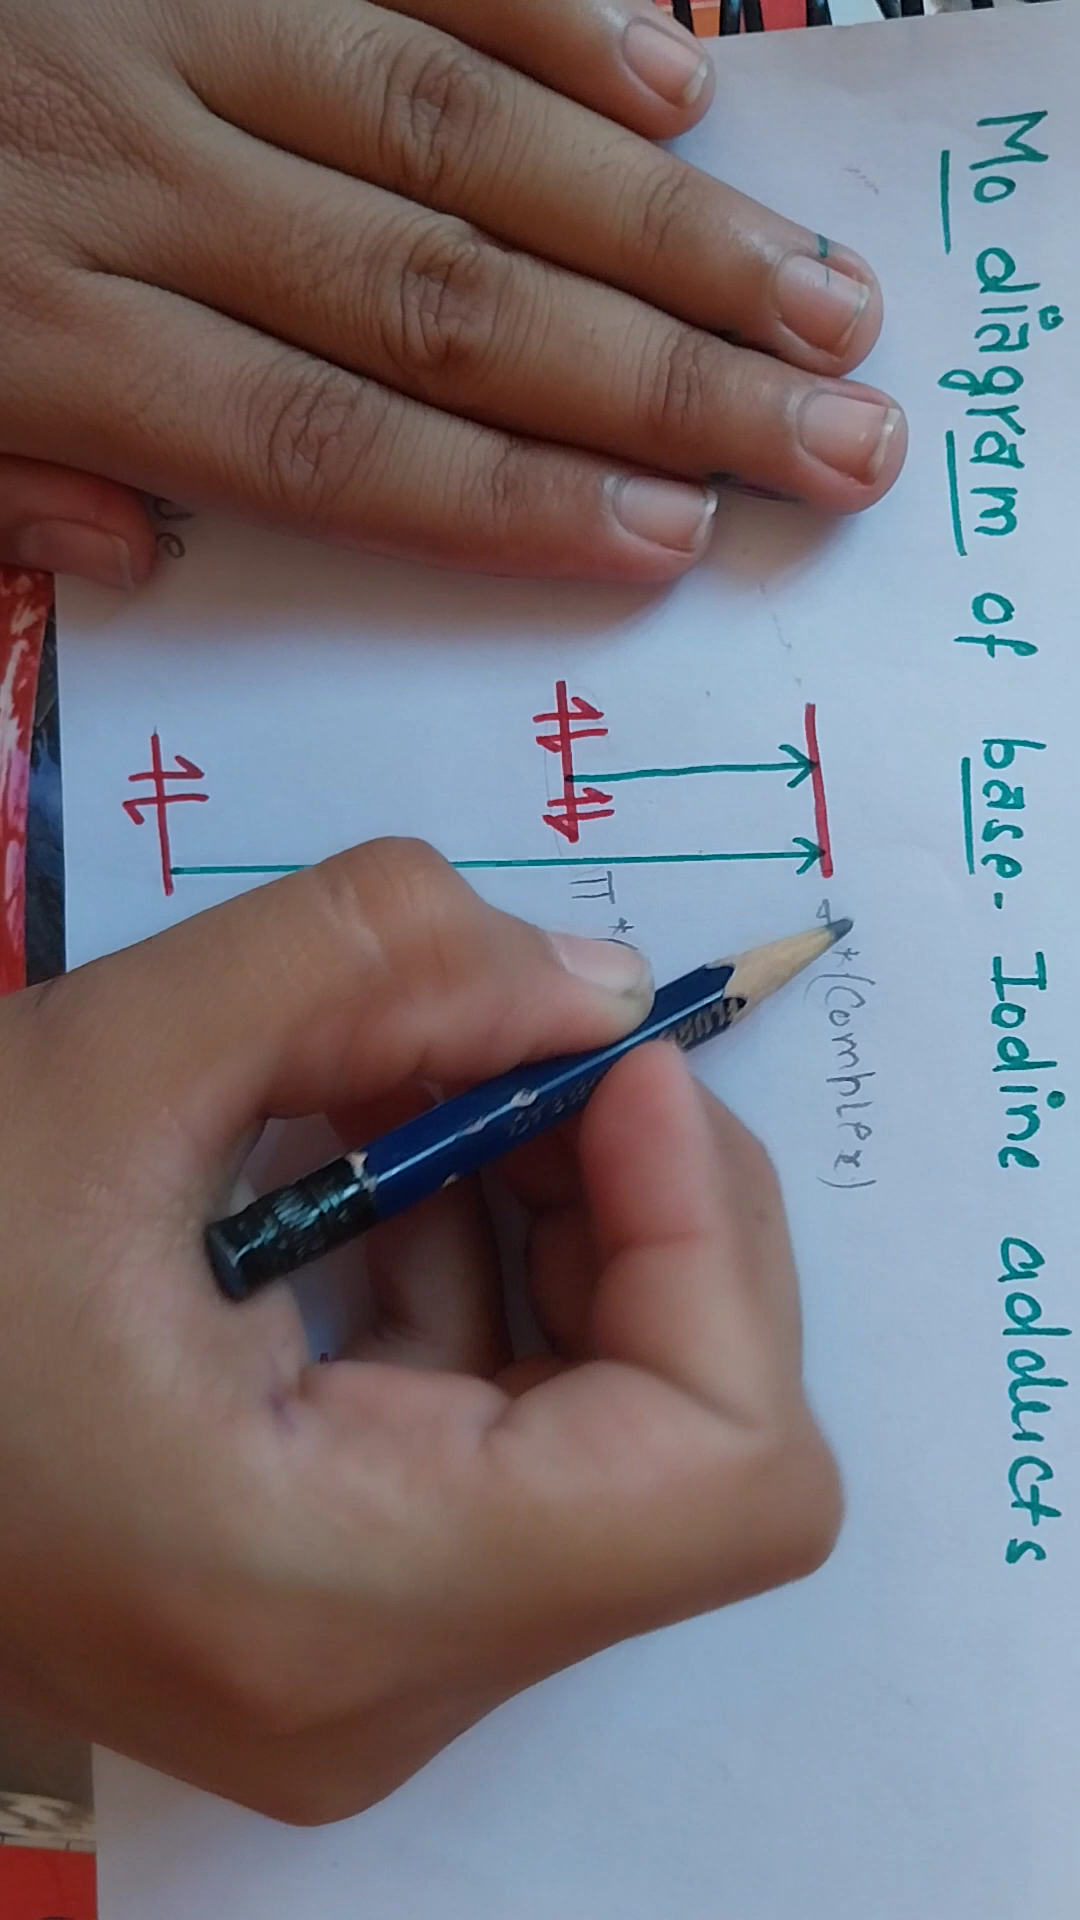 Mo diagram of base-Iodine adducts
* (Complex)
π *